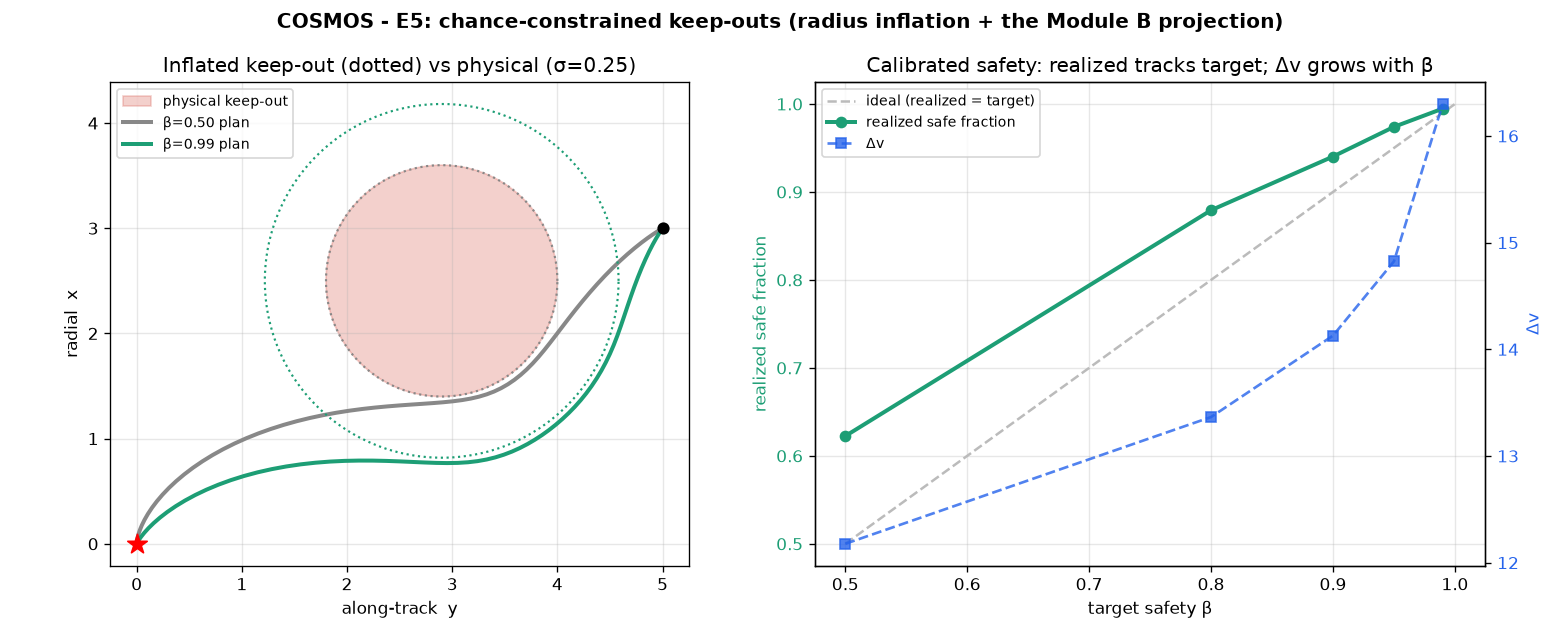 COSMOS - E5: chance-constrained keep-outs (radius inflation + the Module B projection)
Inflated keep-out (dotted) vs physical (σ=0.25)
physical keep-out
β=0.50 plan
β=0.99 plan
radial x
4
3
2
1
0
0 1 2 3 4 5
along-track y
Calibrated safety: realized tracks target; Δv grows with β
ideal (realized = target)
realized safe fraction
Δv
realized safe fraction
1.0
0.9
0.8
0.7
0.6
0.5
0.5 0.6 0.7 0.8 0.9 1.0
target safety β
16
15
14
13
12
Δv